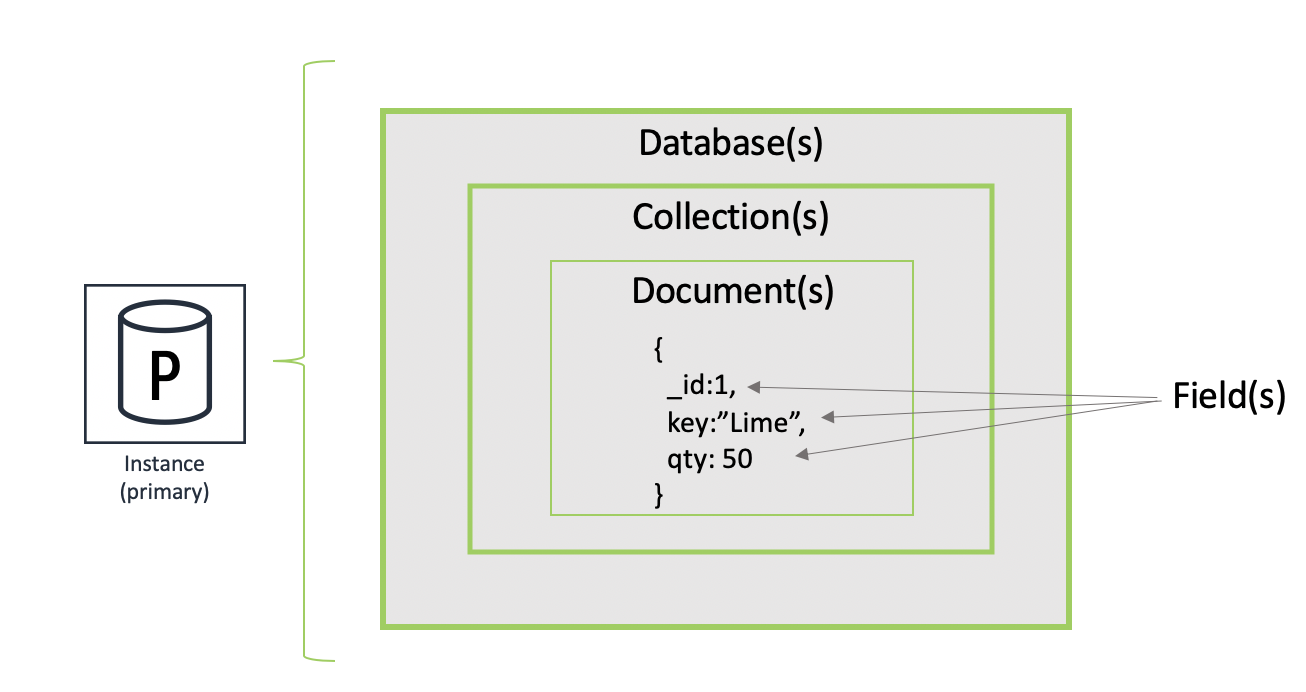 Database(s)
Collection(s)
Document(s)
{
_id:1,
key:”Lime”,
qty: 50
}
Field(s)
P
Instance
(primary)